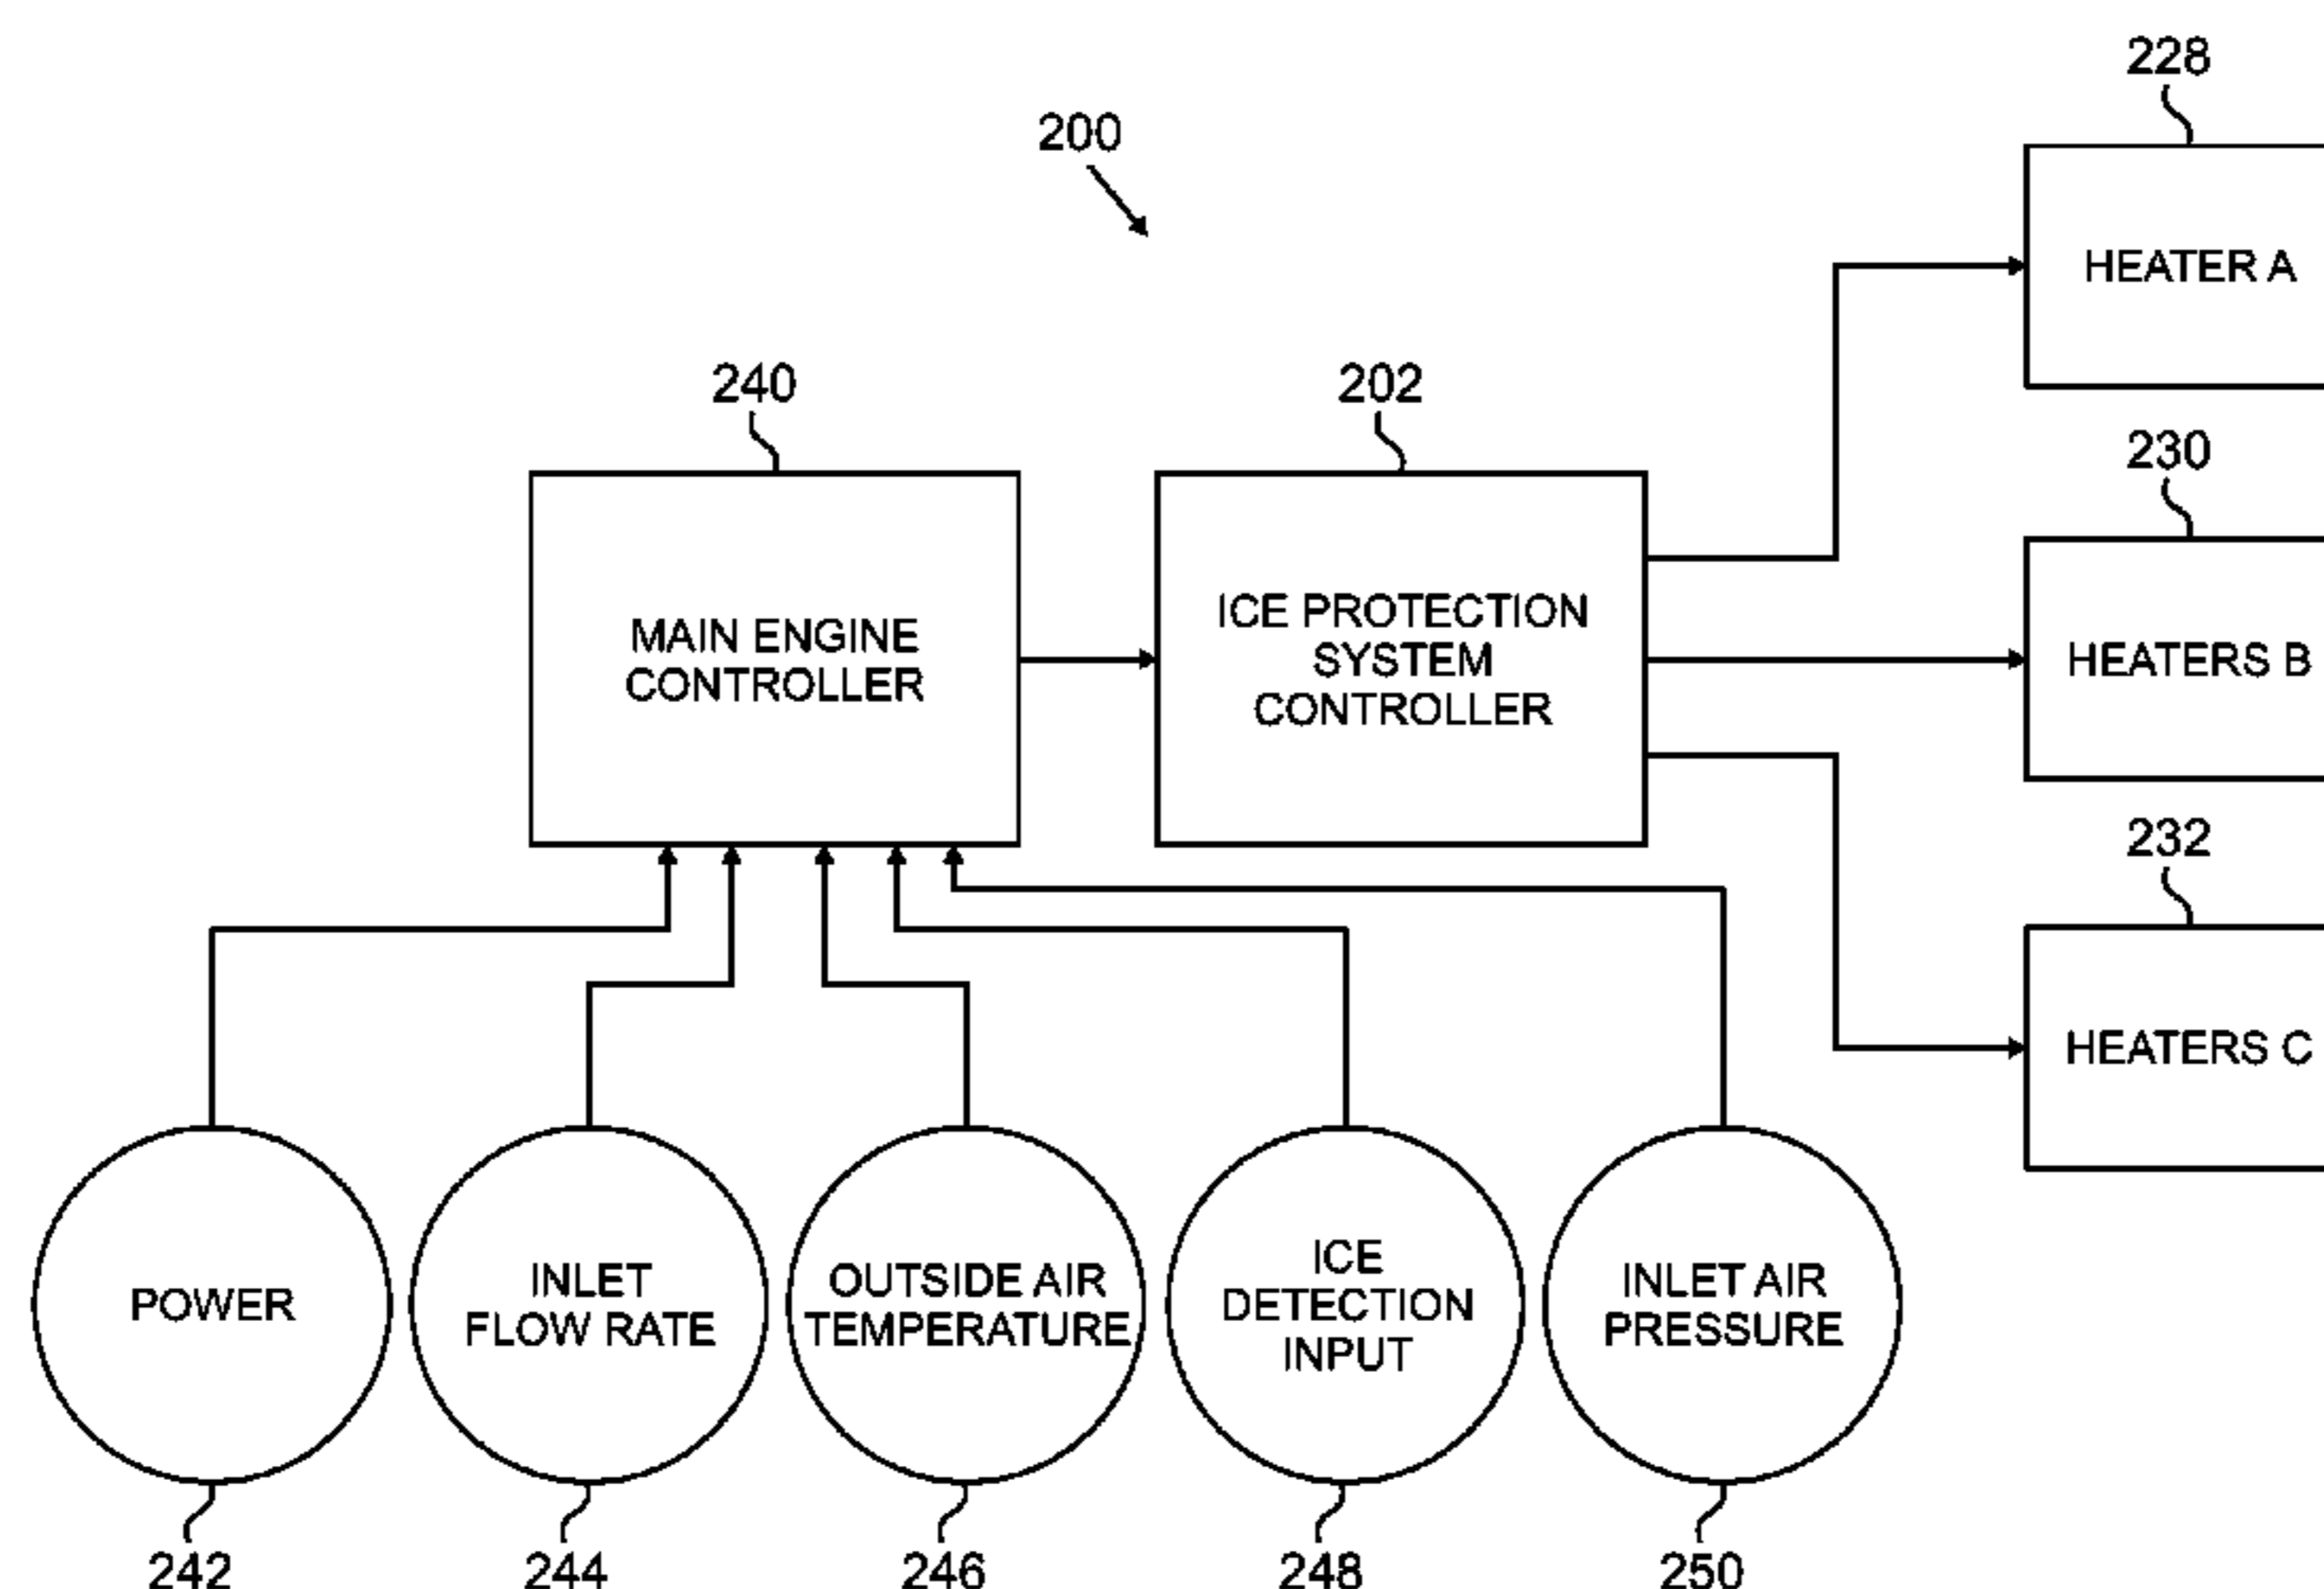 228
200
HEATER A
240
202
230
MAIN ENGINE
CONTROLLER
ICE PROTECTION
SYSTEM
CONTROLLER
HEATERS B
232
HEATERS C
POWER
INLET
FLOW RATE
OUTSIDE AIR
TEMPERATURE
ICE
DETECTION
INPUT
INLET AIR
PRESSURE
242
244
246
248
250